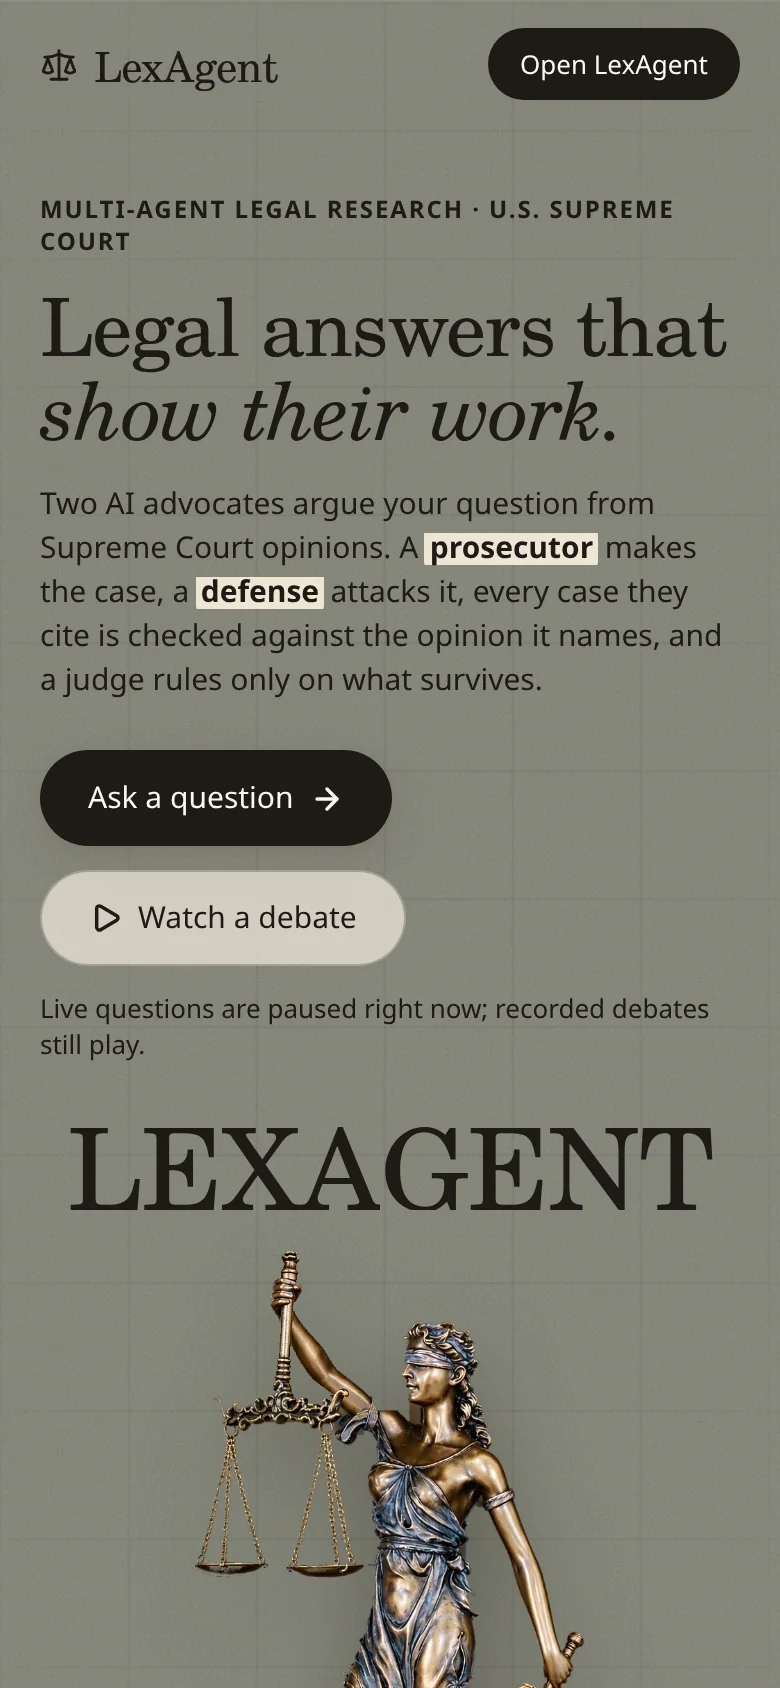 LexAgent
Open LexAgent
MULTI-AGENT LEGAL RESEARCH · U.S. SUPREME
COURT
Legal answers that
show their work.
Two AI advocates argue your question from
Supreme Court opinions. A prosecutor makes
the case, a defense attacks it, every case they
cite is checked against the opinion it names, and
a judge rules only on what survives.
Ask a question →
Watch a debate
Live questions are paused right now; recorded debates
still play.
LEXAGENT